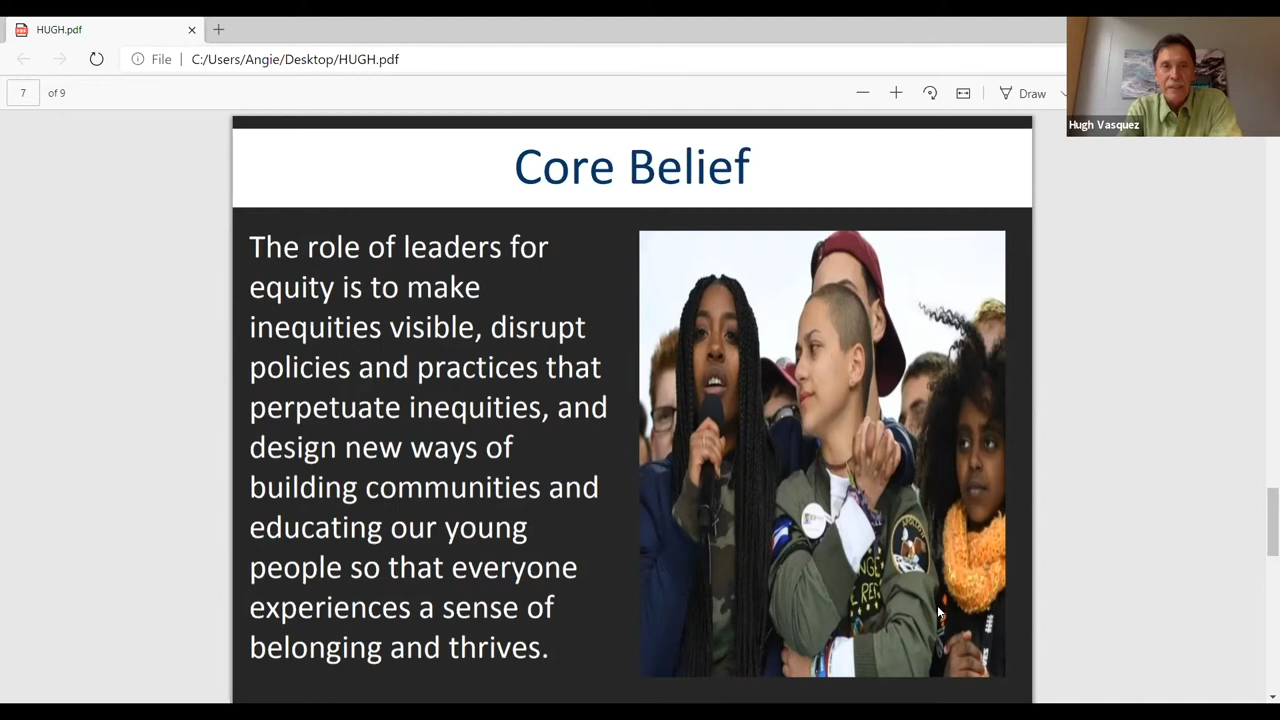 HUGH.pdf
File
C:/Users/Angie/Desktop/HUGH.pdf
7
of 9
Draw
Hugh Vasquez
Core Belief
The role of leaders for
equity is to make
inequities visible, disrupt
policies and practices that
perpetuate inequities, and
design new ways of
building communities and
educating our young
people so that everyone
experiences a sense of
belonging and thrives.